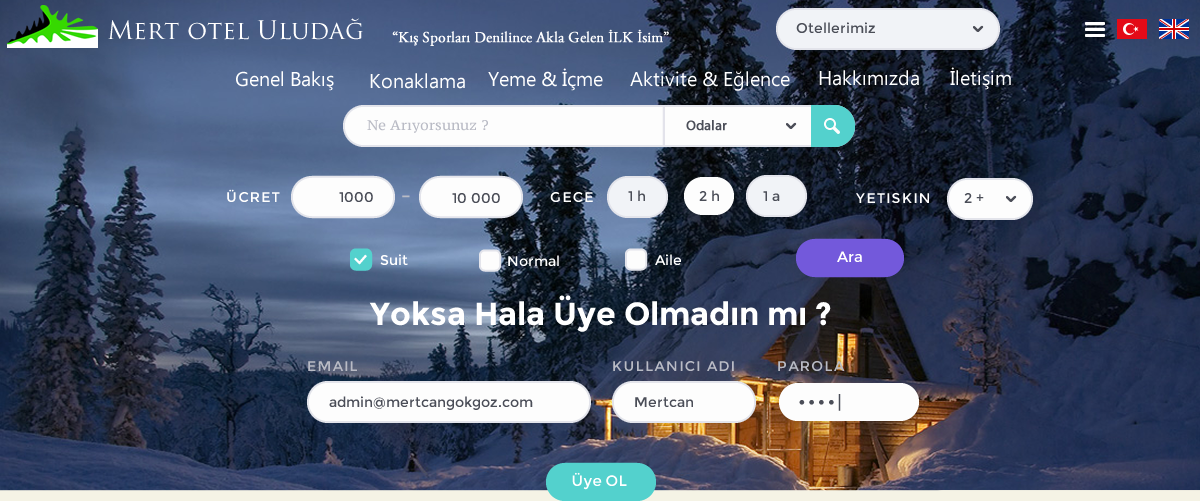 MERT OTEL ULUDAĞ
“Kış Sporları Denilince Akla Gelen İLK İsim”
Otellerimiz
Genel Bakış Konaklama Yeme & İçme Aktivite & Eğlence Hakkımızda İletişim
Ne Arıyorsunuz ? Odalar
ÜCRET 1000 – 10 000 GECE 1 h 2 h 1 a YETISKIN 2 +
Suit Normal Aile Ara
Yoksa Hala Üye Olmadın mı ?
EMAIL KULLANICI ADI PAROLA
admin@mertcangokgoz.com Mertcan ••••|
Üye OL